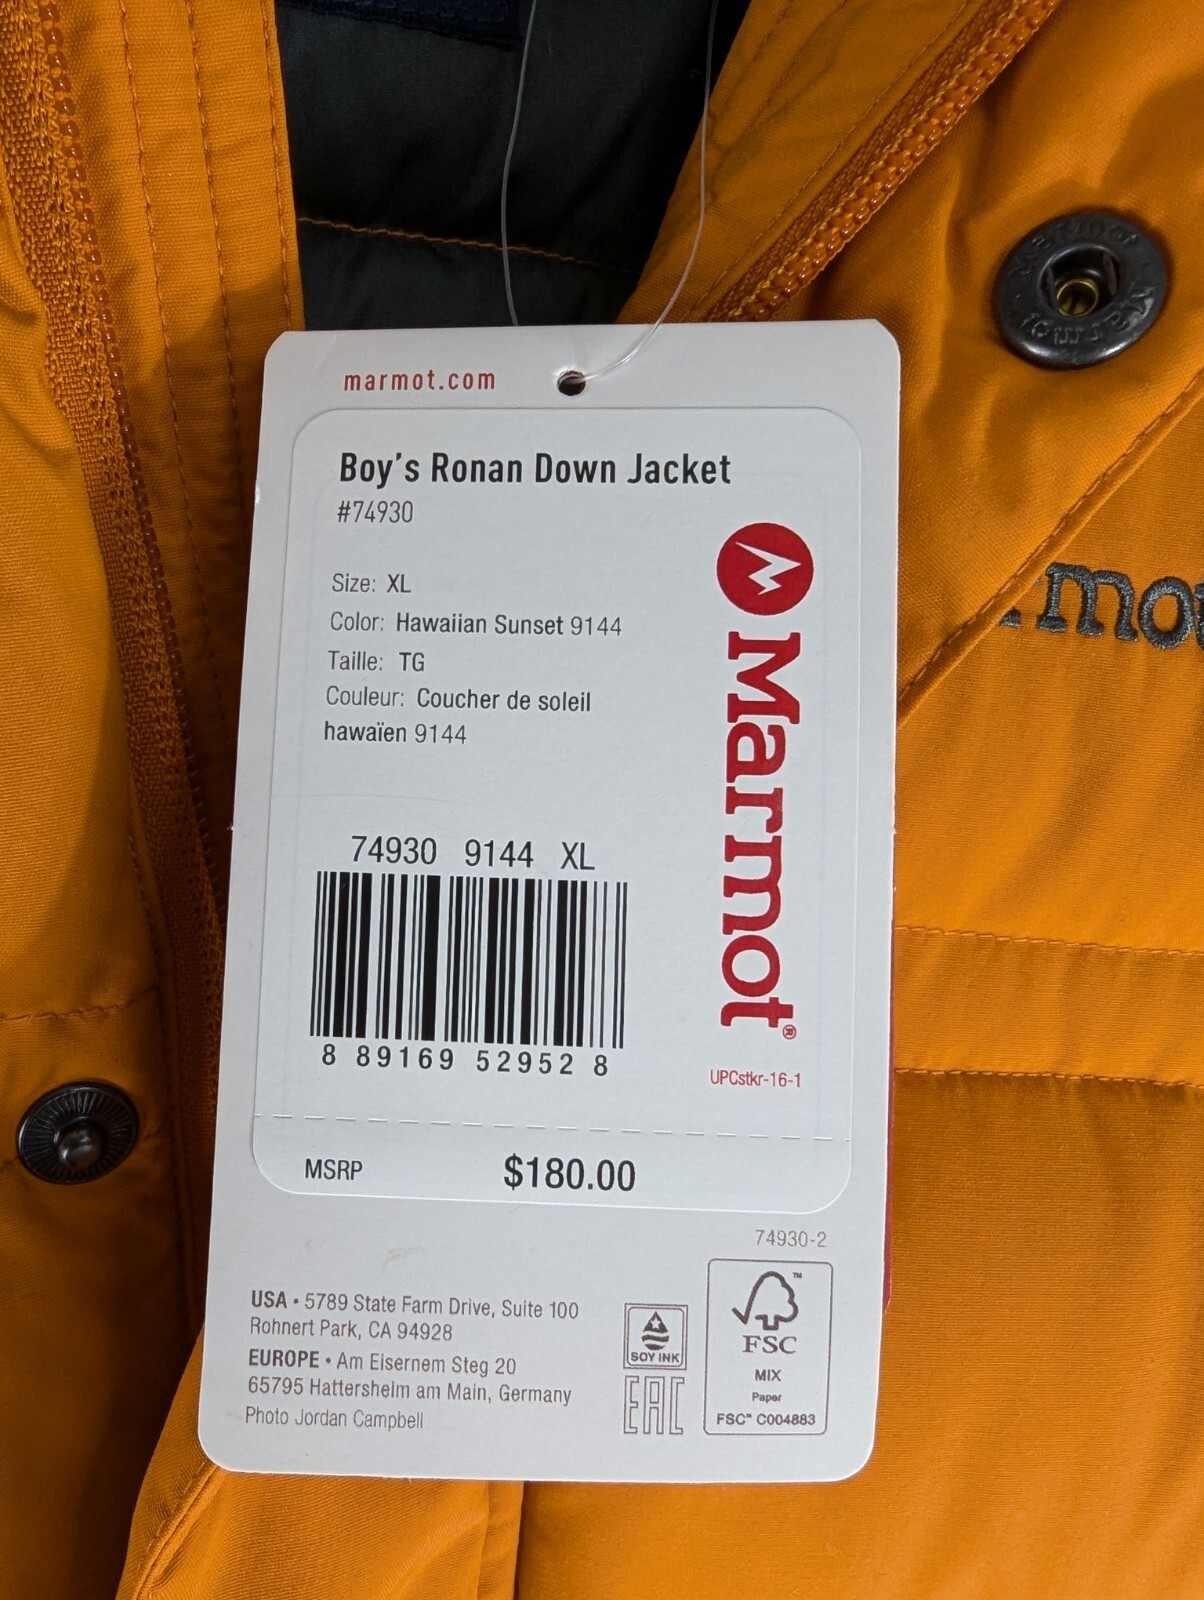 marmot.com
Boy's Ronan Down Jacket
#74930
Size: XL
Color: Hawaiian Sunset 9144
Taille: TG
Couleur: Coucher de soleil
hawaïen 9144
Marmot®
74930 9144 XL
8 89169 52952 8
UPCstkr-16-1
MSRP $180.00
74930-2
USA • 5789 State Farm Drive, Suite 100
Rohnert Park, CA 94928
EUROPE • Am Eisernem Steg 20
65795 Hattersheim am Main, Germany
Photo Jordan Campbell
SOY INK
EAC
FSC
MIX
Paper
FSC™ C004883
Marmot
Marmot